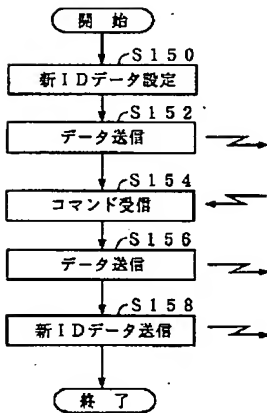 開 始
S150
新IDデータ設定
S152
データ送信
S154
コマンド受信
S156
データ送信
S158
新IDデータ送信
終 了